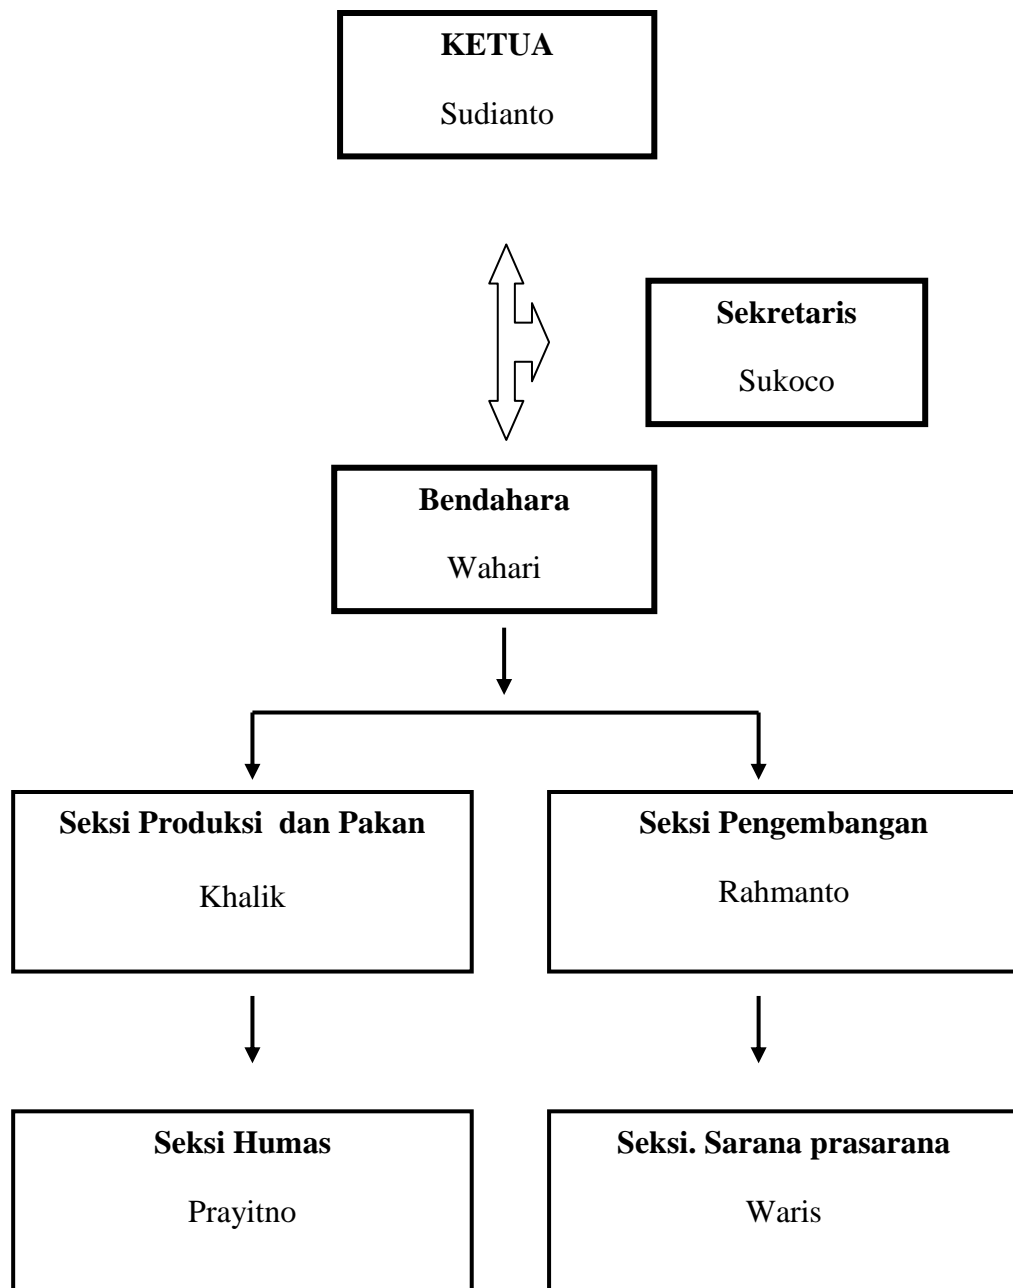 KETUA
Sudianto
Sekretaris
Sukoco
Bendahara
Wahari
Seksi Produksi  dan Pakan
Khalik
Seksi Pengembangan
Rahmanto
Seksi Humas
Prayitno
Seksi. Sarana prasarana
Waris